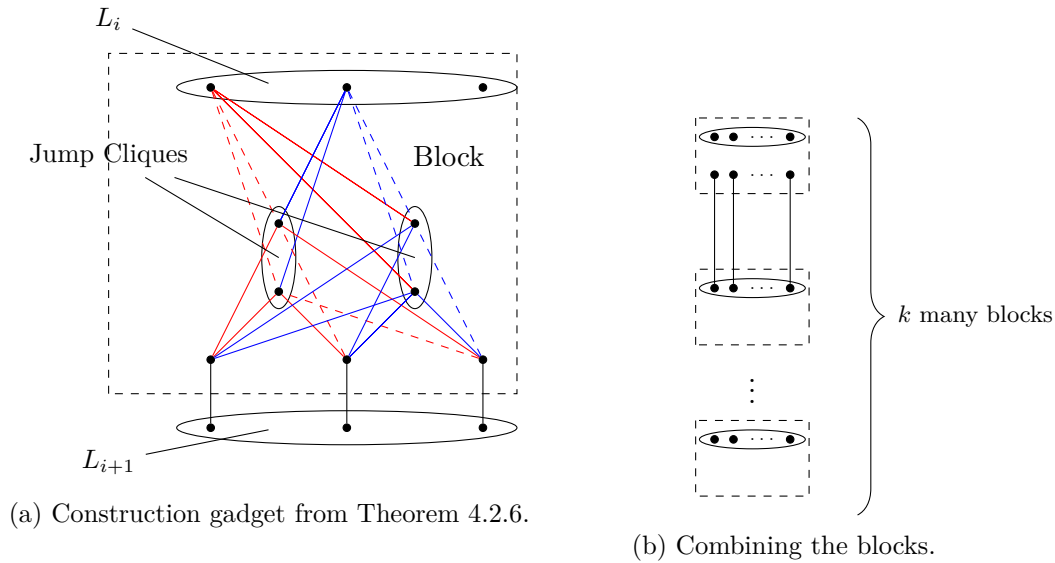 L_i
Jump Cliques
Block
L_{i+1}
(a) Construction gadget from Theorem 4.2.6.
k many blocks
(b) Combining the blocks.